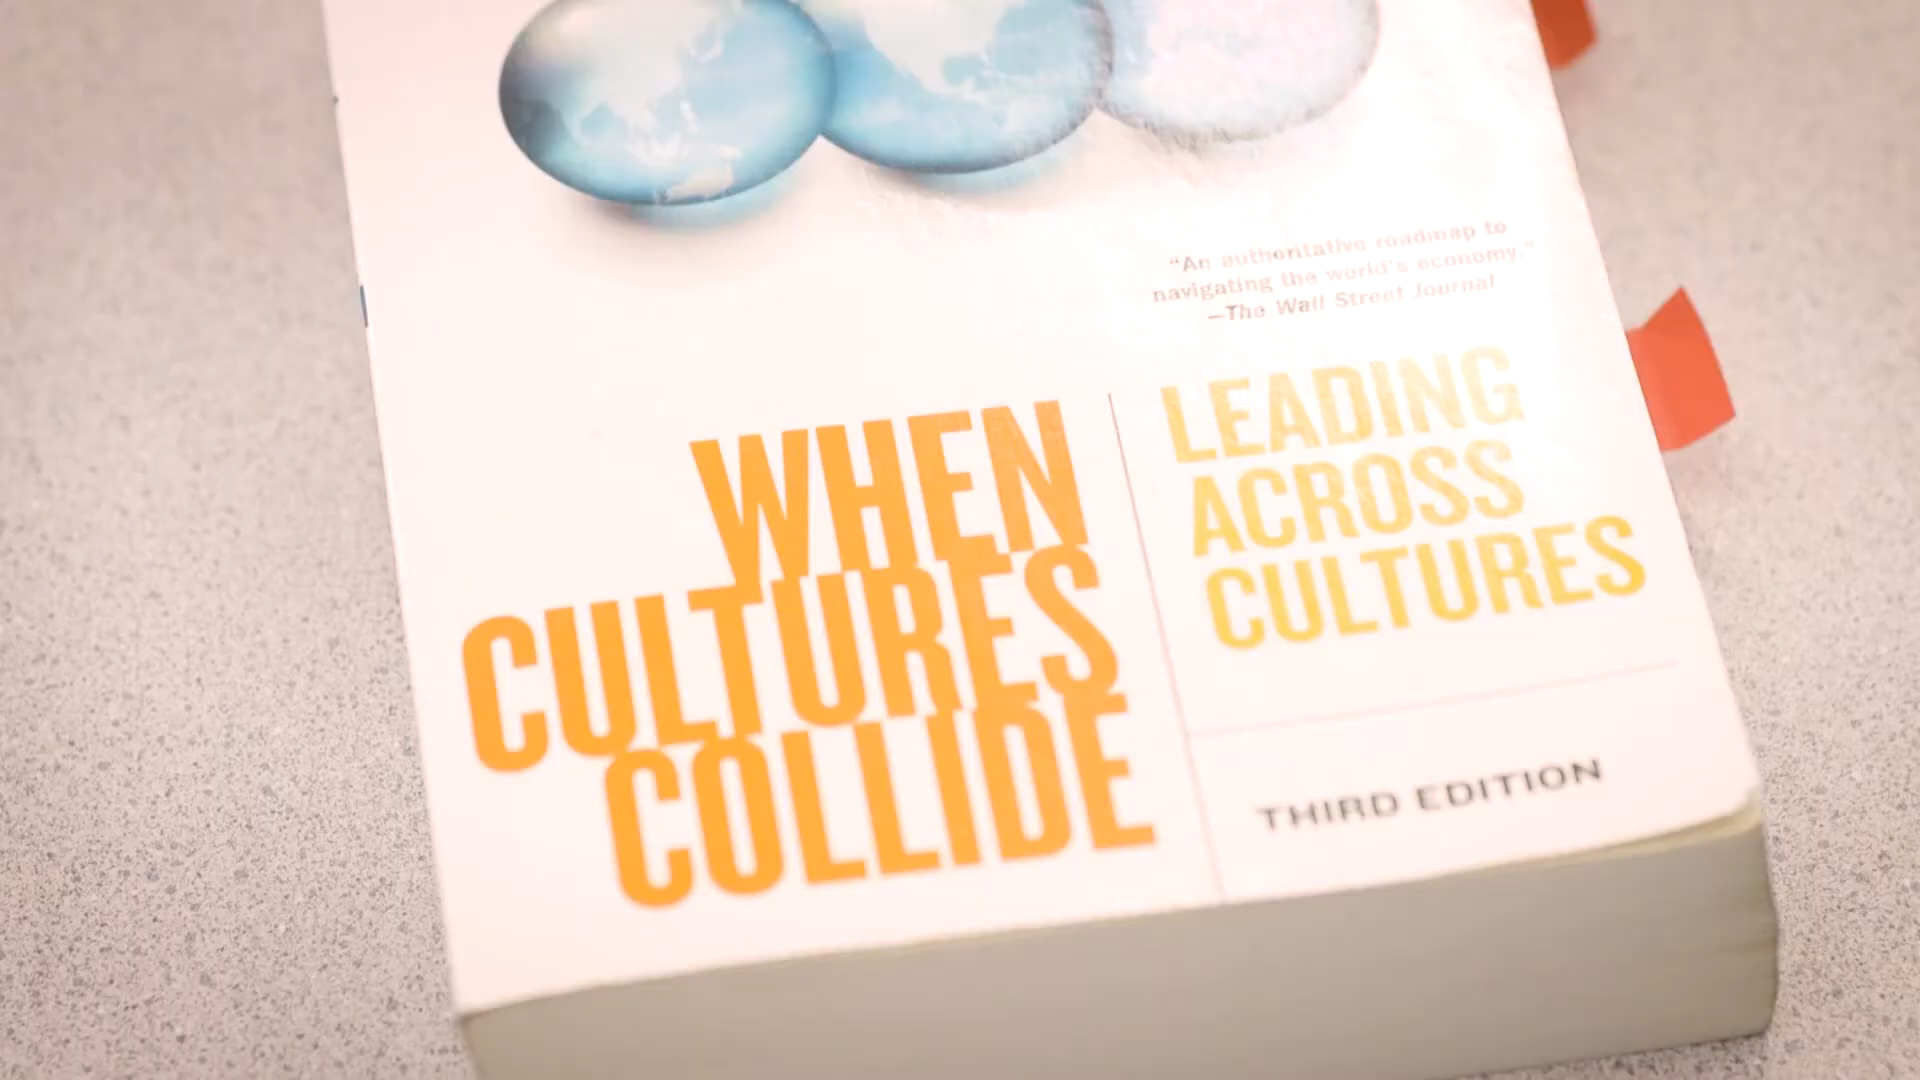 “An authoritative roadmap to
navigating the world's economy.”
—The Wall Street Journal
WHEN
CULTURES
COLLIDE
LEADING
ACROSS
CULTURES
THIRD EDITION